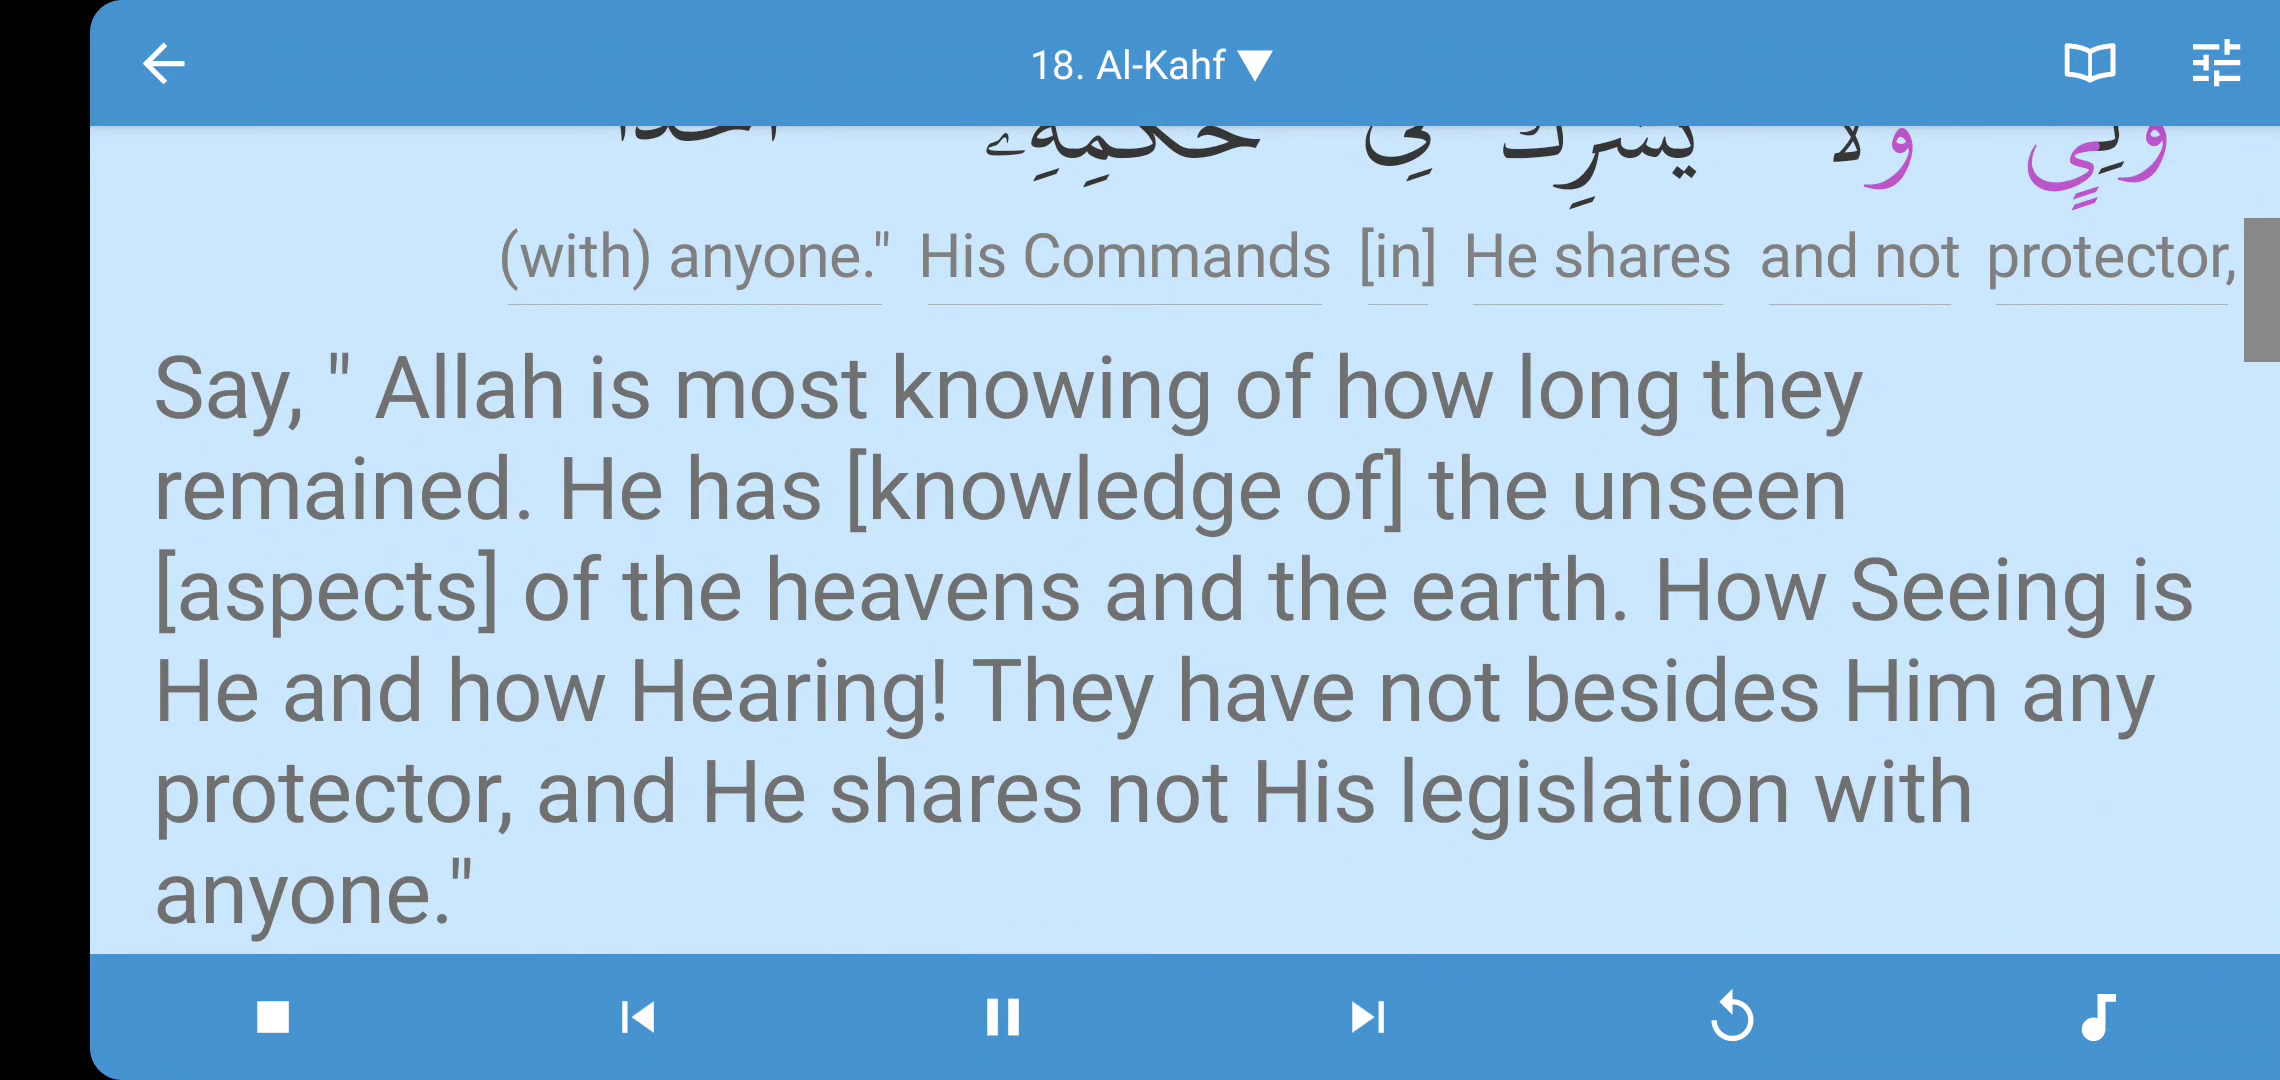 18. Al-Kahf ▼
وَلِيٍّ وَلَا يُشْرِكُ فِي حُكْمِهِۦٓ أَحَدًا
(with) anyone." His Commands [in] He shares and not protector,
Say, " Allah is most knowing of how long they
remained. He has [knowledge of] the unseen
[aspects] of the heavens and the earth. How Seeing is
He and how Hearing! They have not besides Him any
protector, and He shares not His legislation with
anyone."